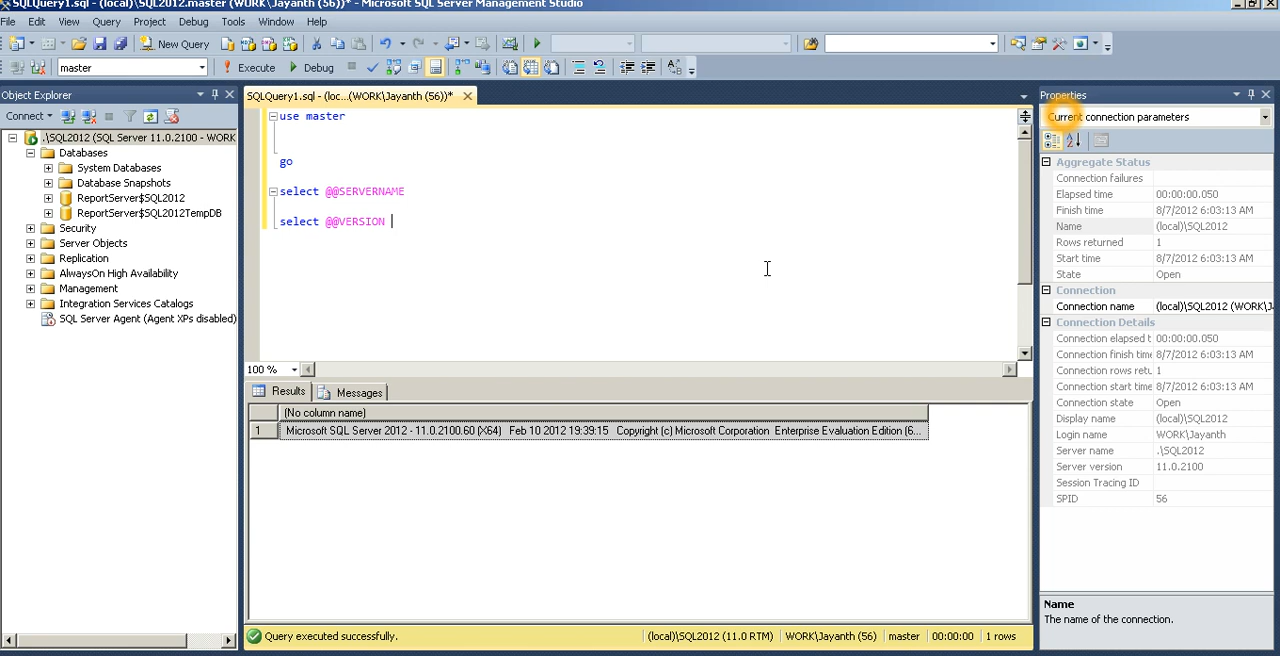 SQLQuery1.sql - (local)\SQL2012.master (WORK\Jayanth (56))* - Microsoft SQL Server Management Studio
File Edit View Query Project Debug Tools Window Help
New Query
master Execute Debug
Object Explorer
Connect
.\SQL2012 (SQL Server 11.0.2100 - WORK
Databases
System Databases
Database Snapshots
ReportServer$SQL2012
ReportServer$SQL2012TempDB
Security
Server Objects
Replication
AlwaysOn High Availability
Management
Integration Services Catalogs
SQL Server Agent (Agent XPs disabled)
SQLQuery1.sql - (loc...(WORK\Jayanth (56))*
use master
go
select @@SERVERNAME
select @@VERSION
100 %
Results Messages
(No column name)
1 Microsoft SQL Server 2012 - 11.0.2100.60 (X64) Feb 10 2012 19:39:15 Copyright (c) Microsoft Corporation Enterprise Evaluation Edition (6...
Query executed successfully. (local)\SQL2012 (11.0 RTM) WORK\Jayanth (56) master 00:00:00 1 rows
Properties
Current connection parameters
Aggregate Status
Connection failures
Elapsed time 00:00:00.050
Finish time 8/7/2012 6:03:13 AM
Name (local)\SQL2012
Rows returned 1
Start time 8/7/2012 6:03:13 AM
State Open
Connection
Connection name (local)\SQL2012 (WORK\J
Connection Details
Connection elapsed t 00:00:00.050
Connection finish time 8/7/2012 6:03:13 AM
Connection rows retu 1
Connection start time 8/7/2012 6:03:13 AM
Connection state Open
Display name (local)\SQL2012
Login name WORK\Jayanth
Server name .\SQL2012
Server version 11.0.2100
Session Tracing ID
SPID 56
Name
The name of the connection.